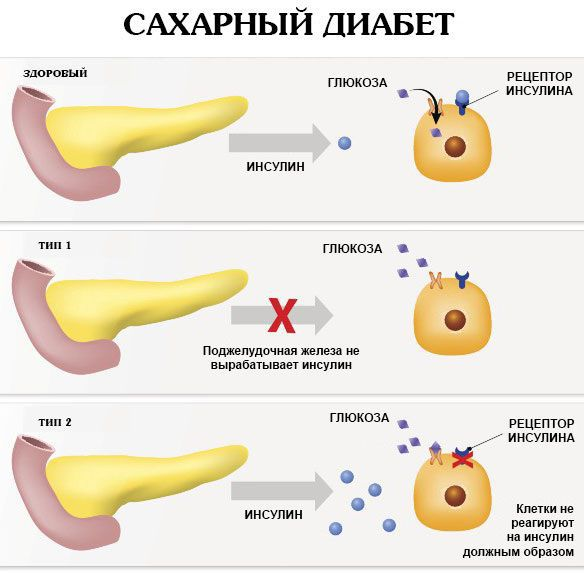 САХАРНЫЙ ДИАБЕТ
ЗДОРОВЫЙ
ГЛЮКОЗА
РЕЦЕПТОР
ИНСУЛИНА
ИНСУЛИН
ТИП 1
ГЛЮКОЗА
Поджелудочная железа не
вырабатывает инсулин
ТИП 2
ГЛЮКОЗА
РЕЦЕПТОР
ИНСУЛИНА
ИНСУЛИН
Клетки не
реагируют
на инсулин
должным образом